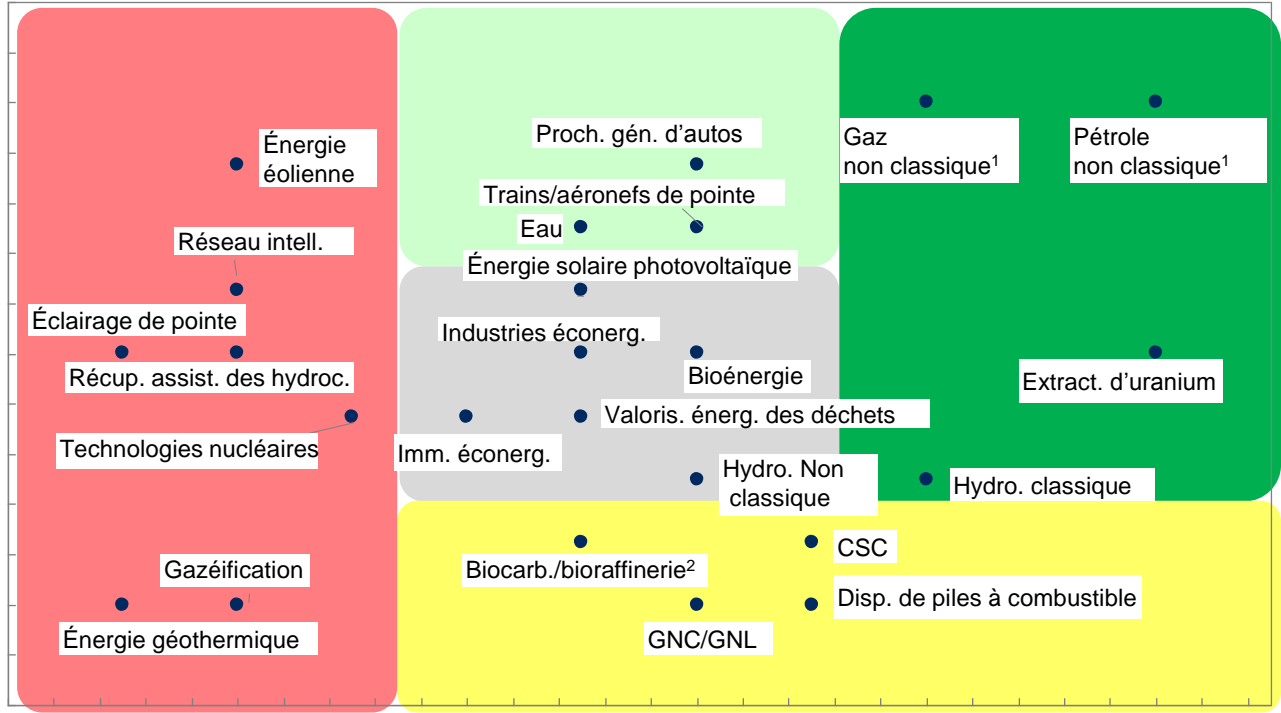 Énergie
éolienne
Proch. gén. d'autos
Gaz
non classique¹
Pétrole
non classique¹
Trains/aéronefs de pointe
Eau
Réseau intell.
Énergie solaire photovoltaïque
Éclairage de pointe
Industries éconerg.
Récup. assist. des hydroc.
Bioénergie
Extract. d'uranium
Valoris. énerg. des déchets
Technologies nucléaires
Imm. éconerg.
Hydro. Non
classique
Hydro. classique
CSC
Gazéification
Biocarb./bioraffinerie²
Disp. de piles à combustible
Énergie géothermique
GNC/GNL